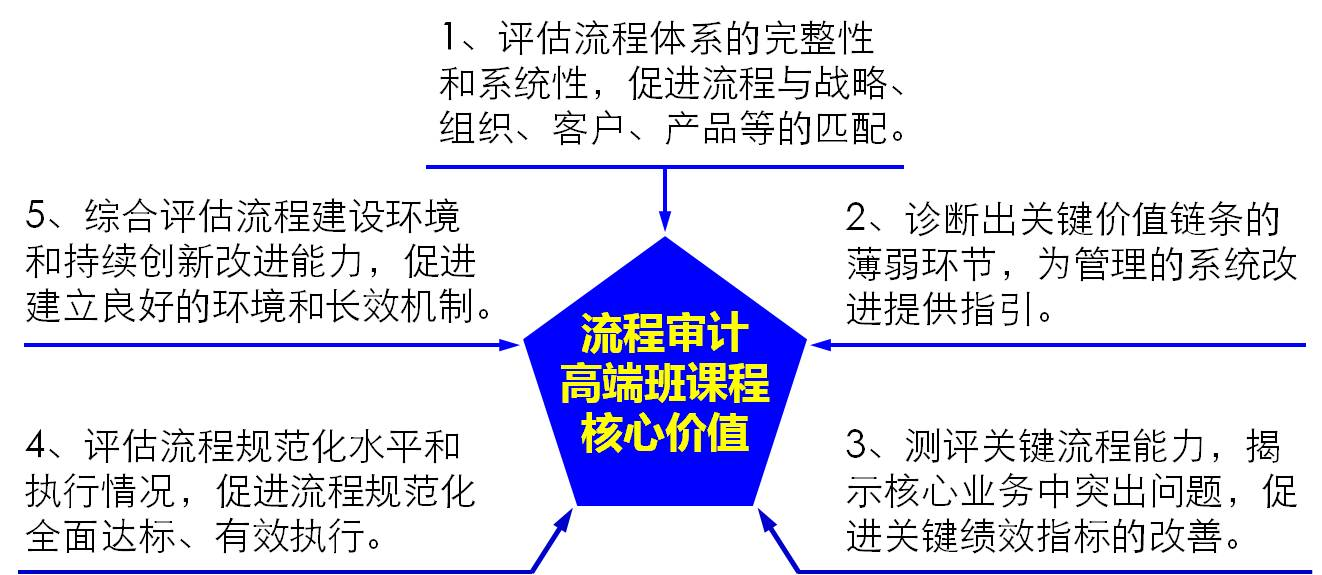 1、评估流程体系的完整性
和系统性，促进流程与战略、
组织、客户、产品等的匹配。
5、综合评估流程建设环境
和持续创新改进能力，促进
建立良好的环境和长效机制。
2、诊断出关键价值链条的
薄弱环节，为管理的系统改
进提供指引。
流程审计
高端班课程
核心价值
4、评估流程规范化水平和
执行情况，促进流程规范化
全面达标、有效执行。
3、测评关键流程能力，揭
示核心业务中突出问题，促
进关键绩效指标的改善。